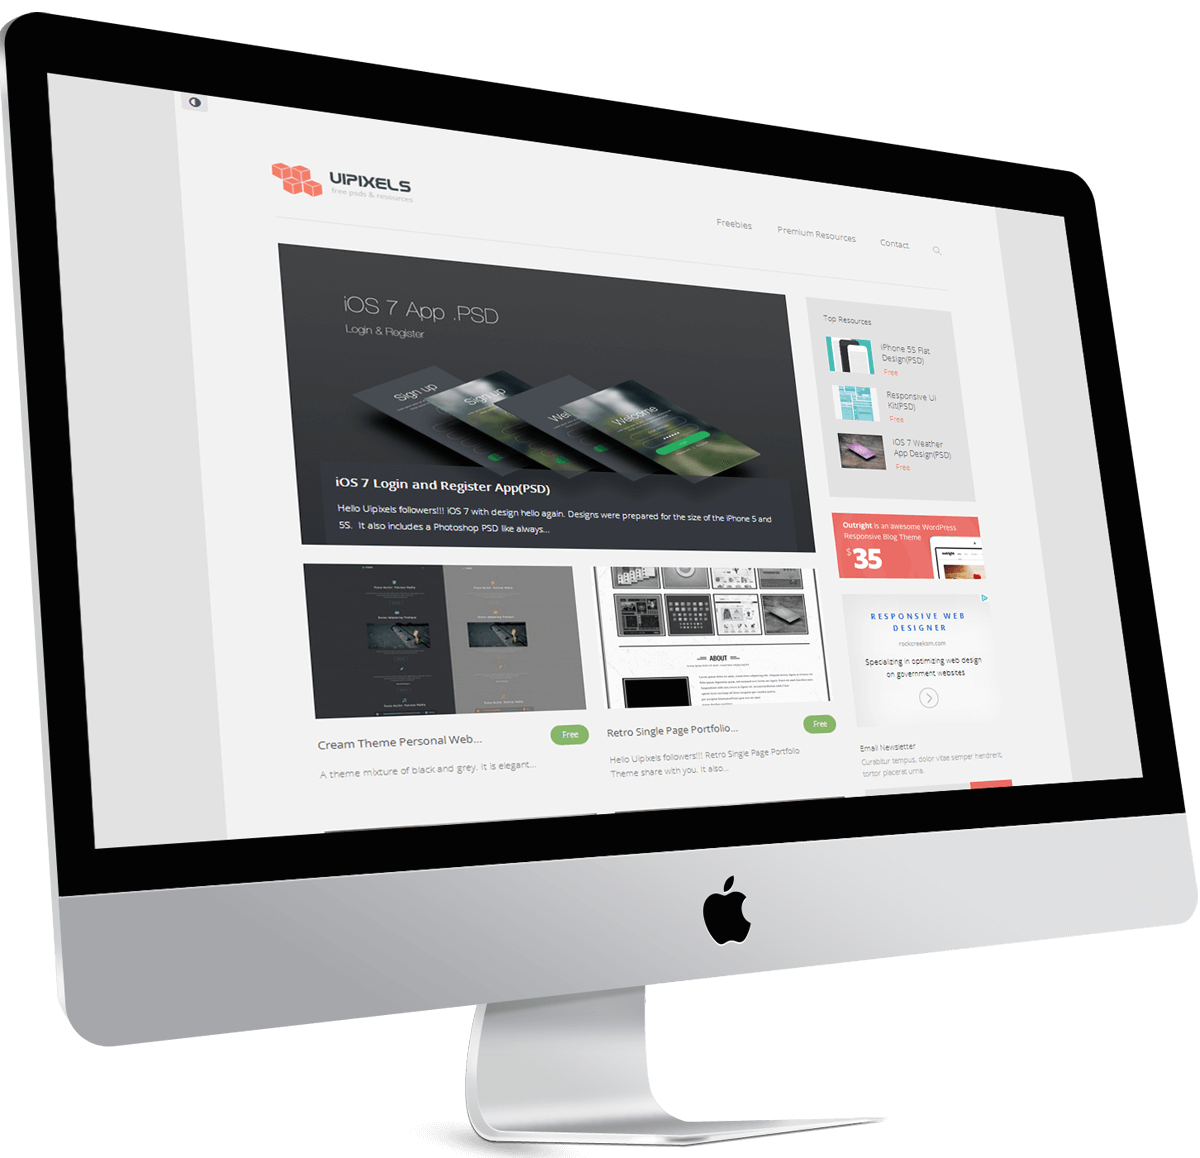 UIPIXELS
free psds & resources
Freebies
Premium Resources
Contact
iOS 7 App .PSD
Login & Register
Sign up
Sign up
Wel
Welcome
iOS 7 Login and Register App(PSD)
Hello Uipixels followers!!! iOS 7 with design hello again. Designs were prepared for the size of the iPhone 5 and
5S. It also includes a Photoshop PSD like always...
Top Resources
iPhone 5S Flat
Design(PSD)
Free
Responsive Ui
Kit(PSD)
Free
iOS 7 Weather
App Design(PSD)
Free
Outright is an awesome WordPress
Responsive Blog Theme
$35
RESPONSIVE WEB
DESIGNER
rockcreeksm.com
Specializing in optimizing web design
on government websites
ABOUT
Cream Theme Personal Web...
Free
A theme mixture of black and grey. It is elegant...
Retro Single Page Portfolio...
Free
Hello Uipixels followers!!! Retro Single Page Portfolio
Theme share with you. It also...
Email Newsletter
Curabitur tempus, dolor vitae semper hendrerit,
tortor placerat urna.